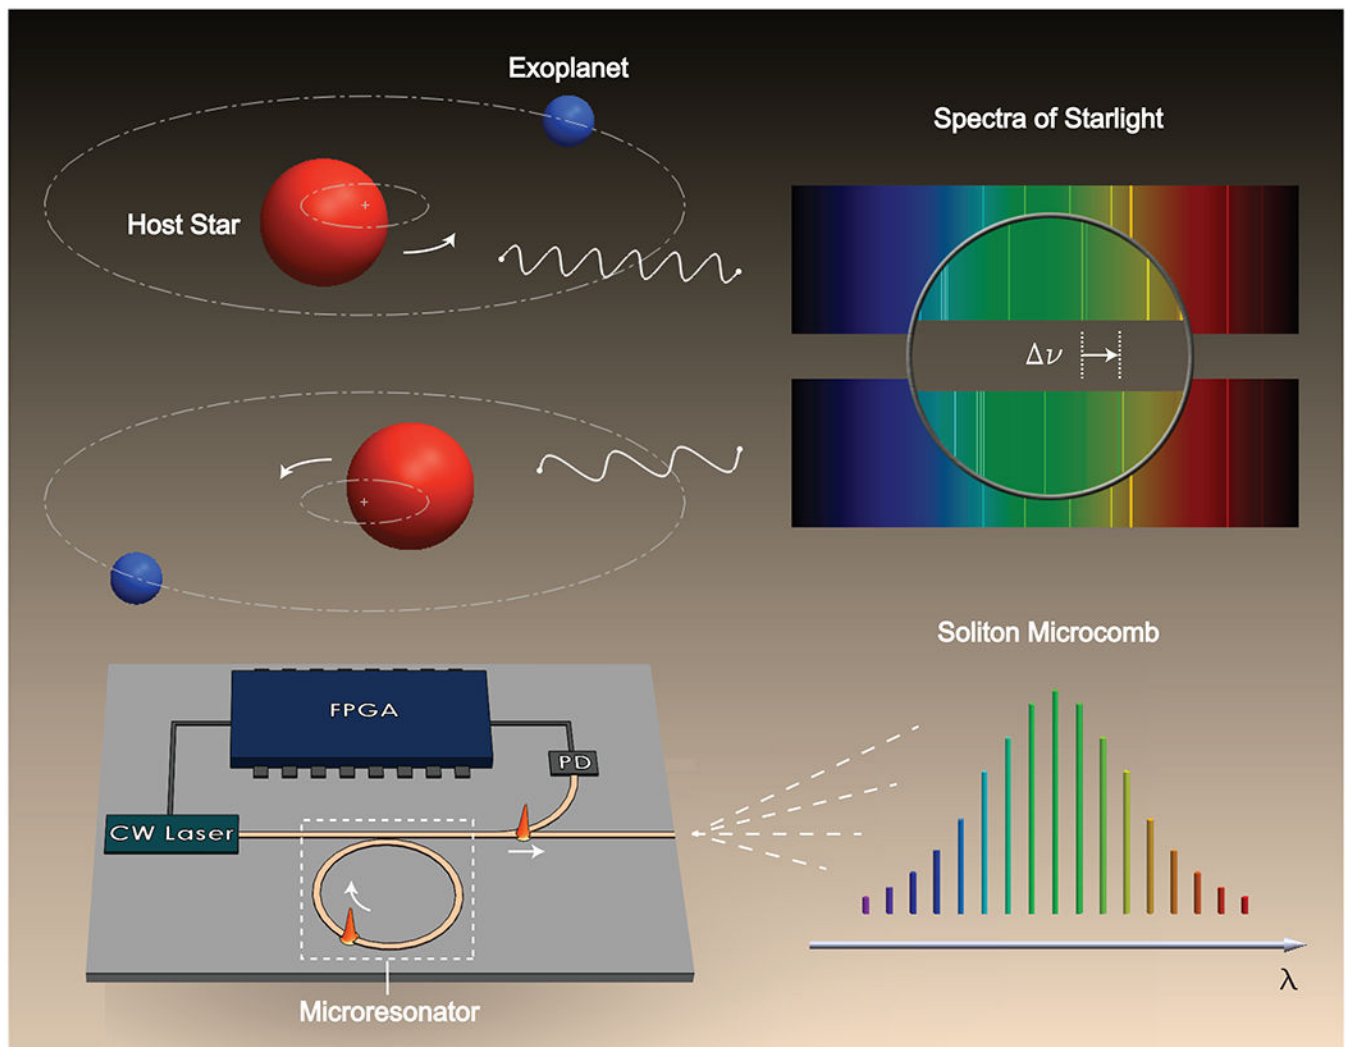 Exoplanet
Host Star
Spectra of Starlight
Δν
Soliton Microcomb
FPGA
PD
CW Laser
Microresonator
λ